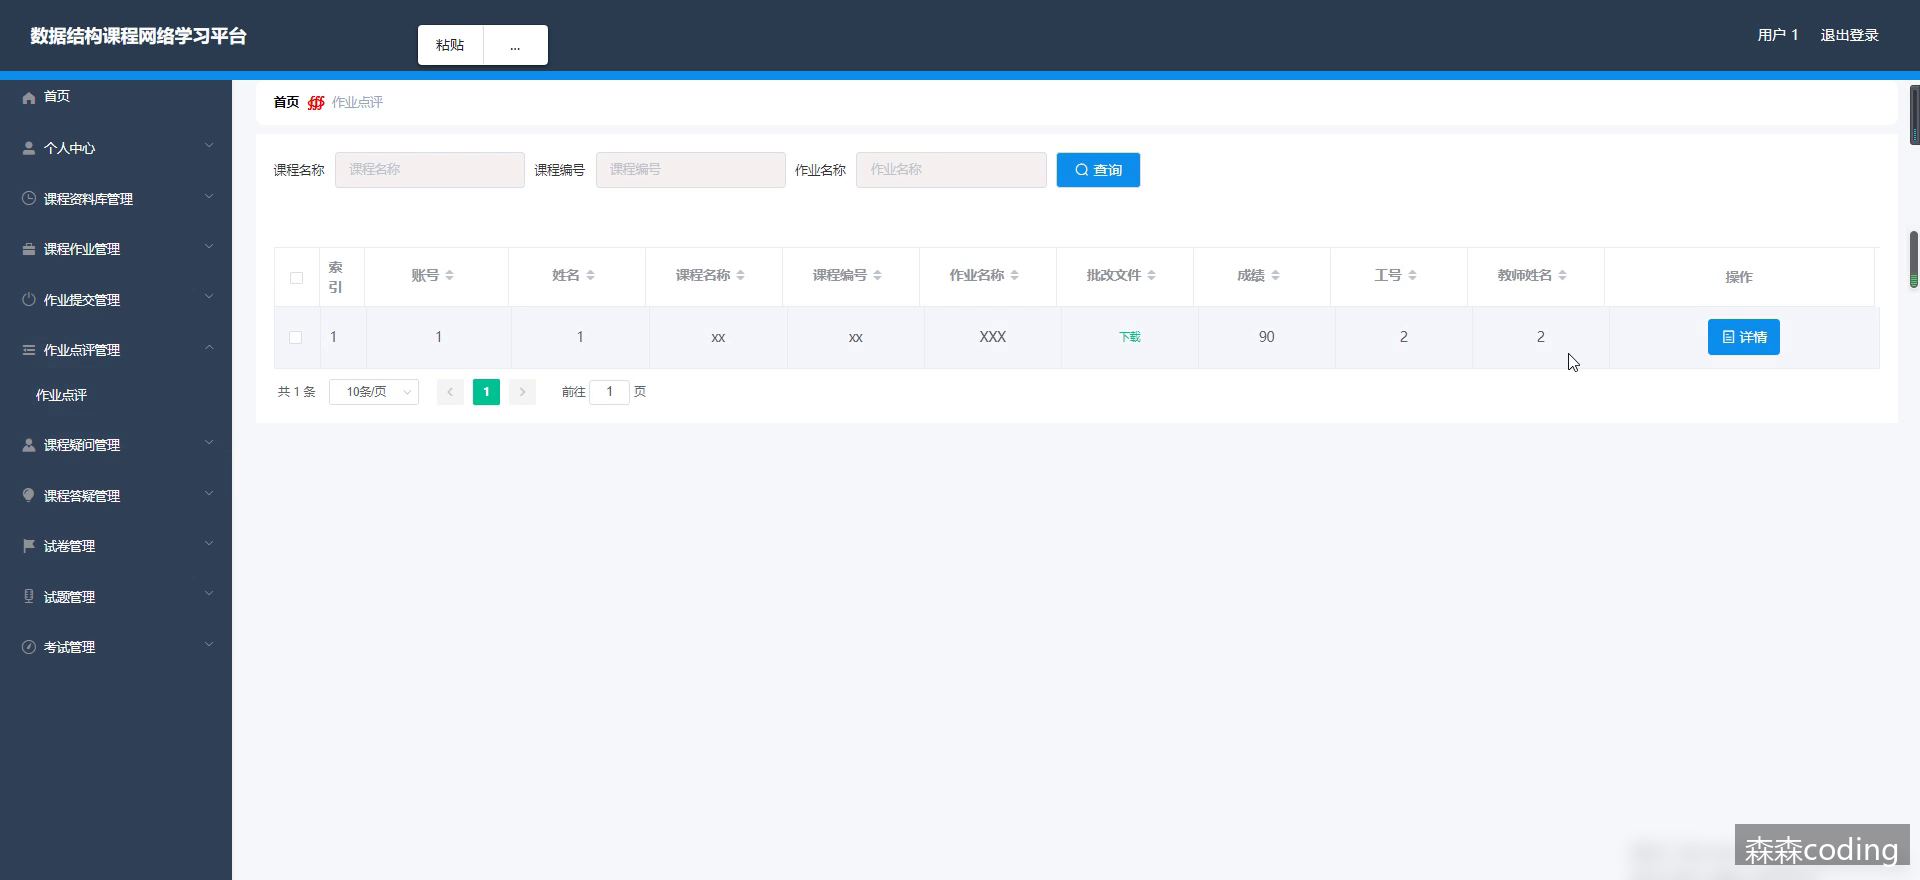 数据结构课程网络学习平台
粘贴
...
用户 1
退出登录
首页
个人中心
课程资料库管理
课程作业管理
作业提交管理
作业点评管理
作业点评
课程疑问管理
课程答疑管理
试卷管理
试题管理
考试管理
首页 作业点评
课程名称 课程名称 课程编号 课程编号 作业名称 作业名称 查询
索引 账号 姓名 课程名称 课程编号 作业名称 批改文件 成绩 工号 教师姓名 操作
1 1 1 xx xx XXX 下载 90 2 2 详情
共 1 条 10条/页 1 前往 1 页
森森coding